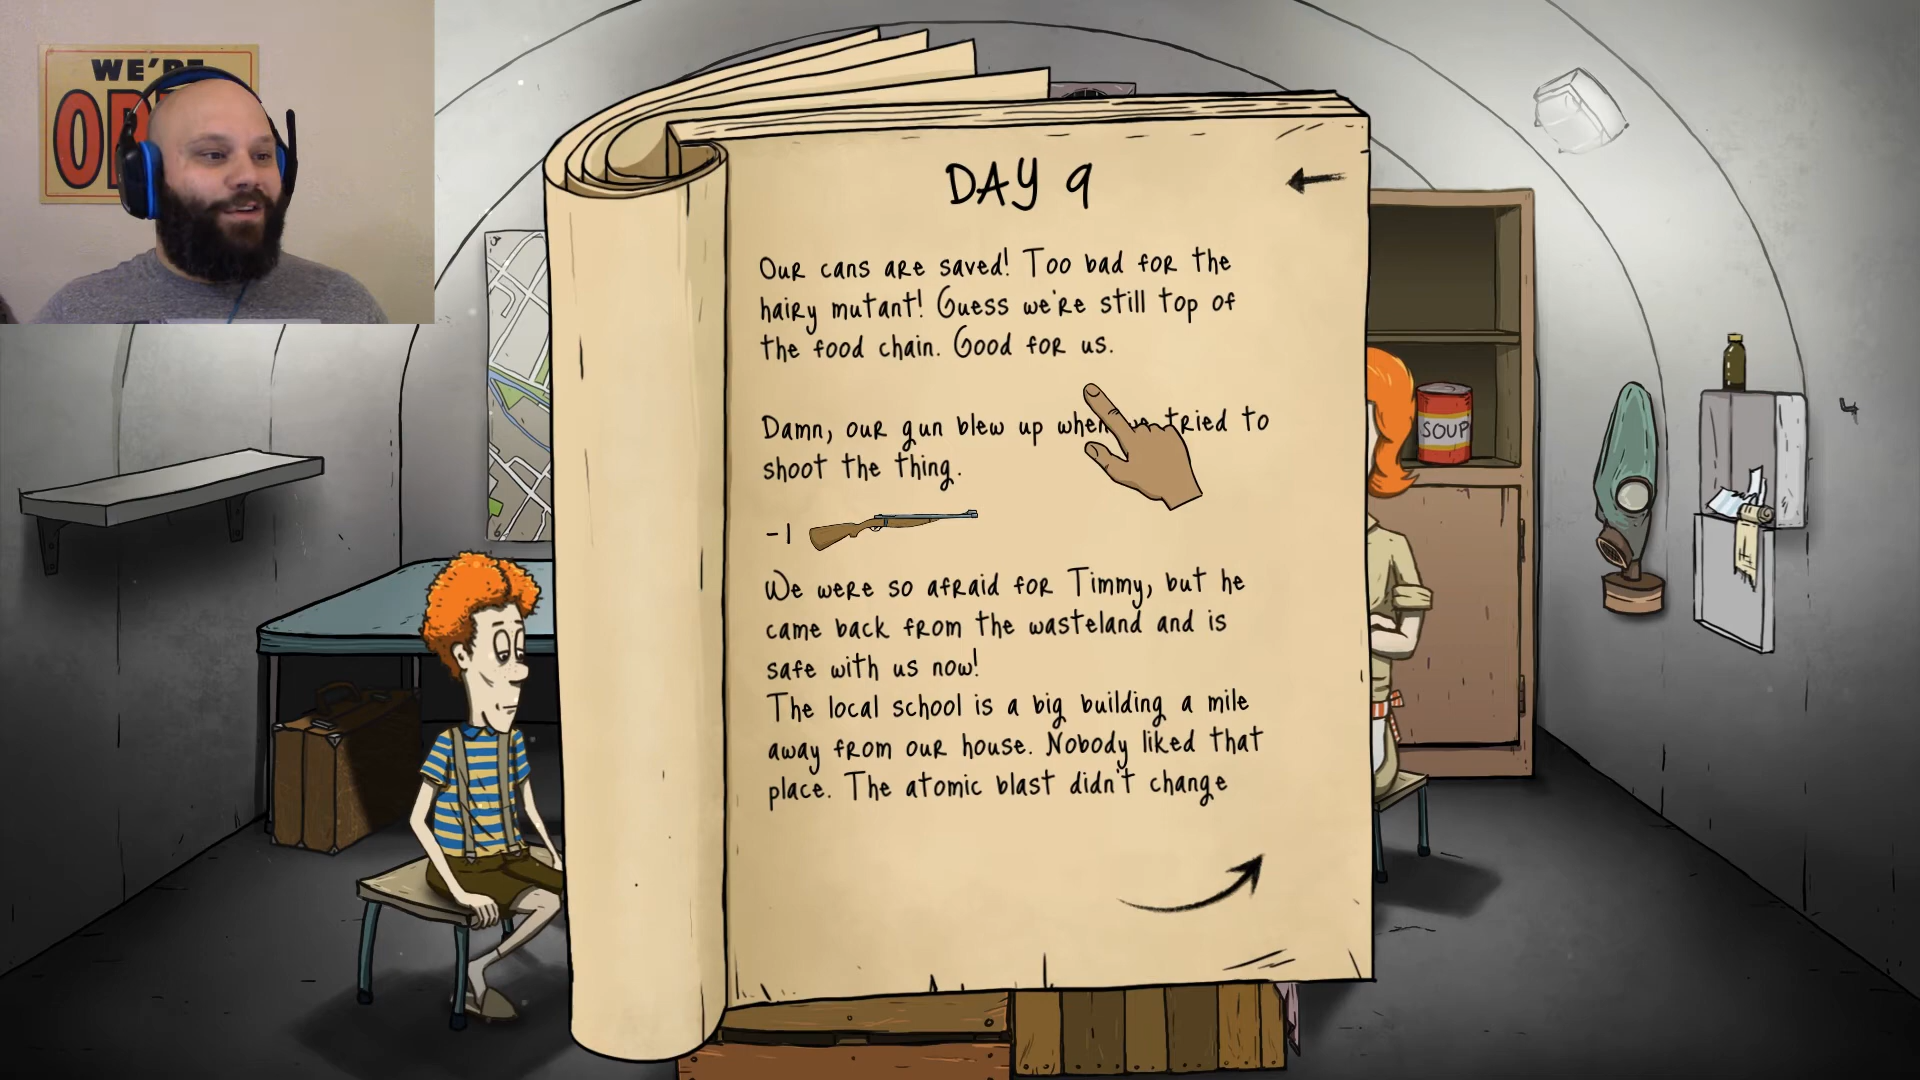 WE'RE
DAY 9
Our cans are saved! Too bad for the
hairy mutant! Guess we're still top of
the food chain. Good for us.
Damn, our gun blew up when tried to
shoot the thing.
-1
We were so afraid for Timmy, but he
came back from the wasteland and is
safe with us now!
The local school is a big building a mile
away from our house. Nobody liked that
place. The atomic blast didn't change
SOUP